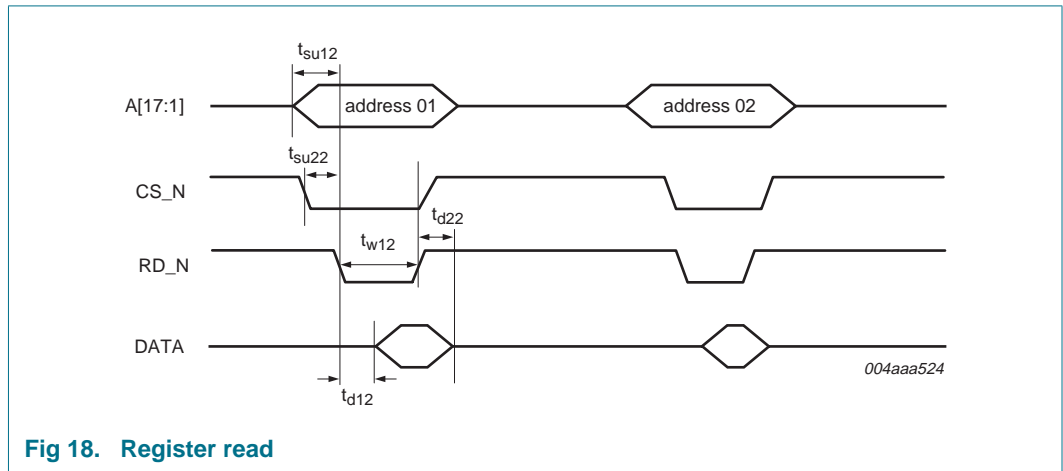 tsu12
A[17:1]
address 01
address 02
tsu22
CS_N
td22
tw12
RD_N
DATA
004aaa524
td12
Fig 18. Register read